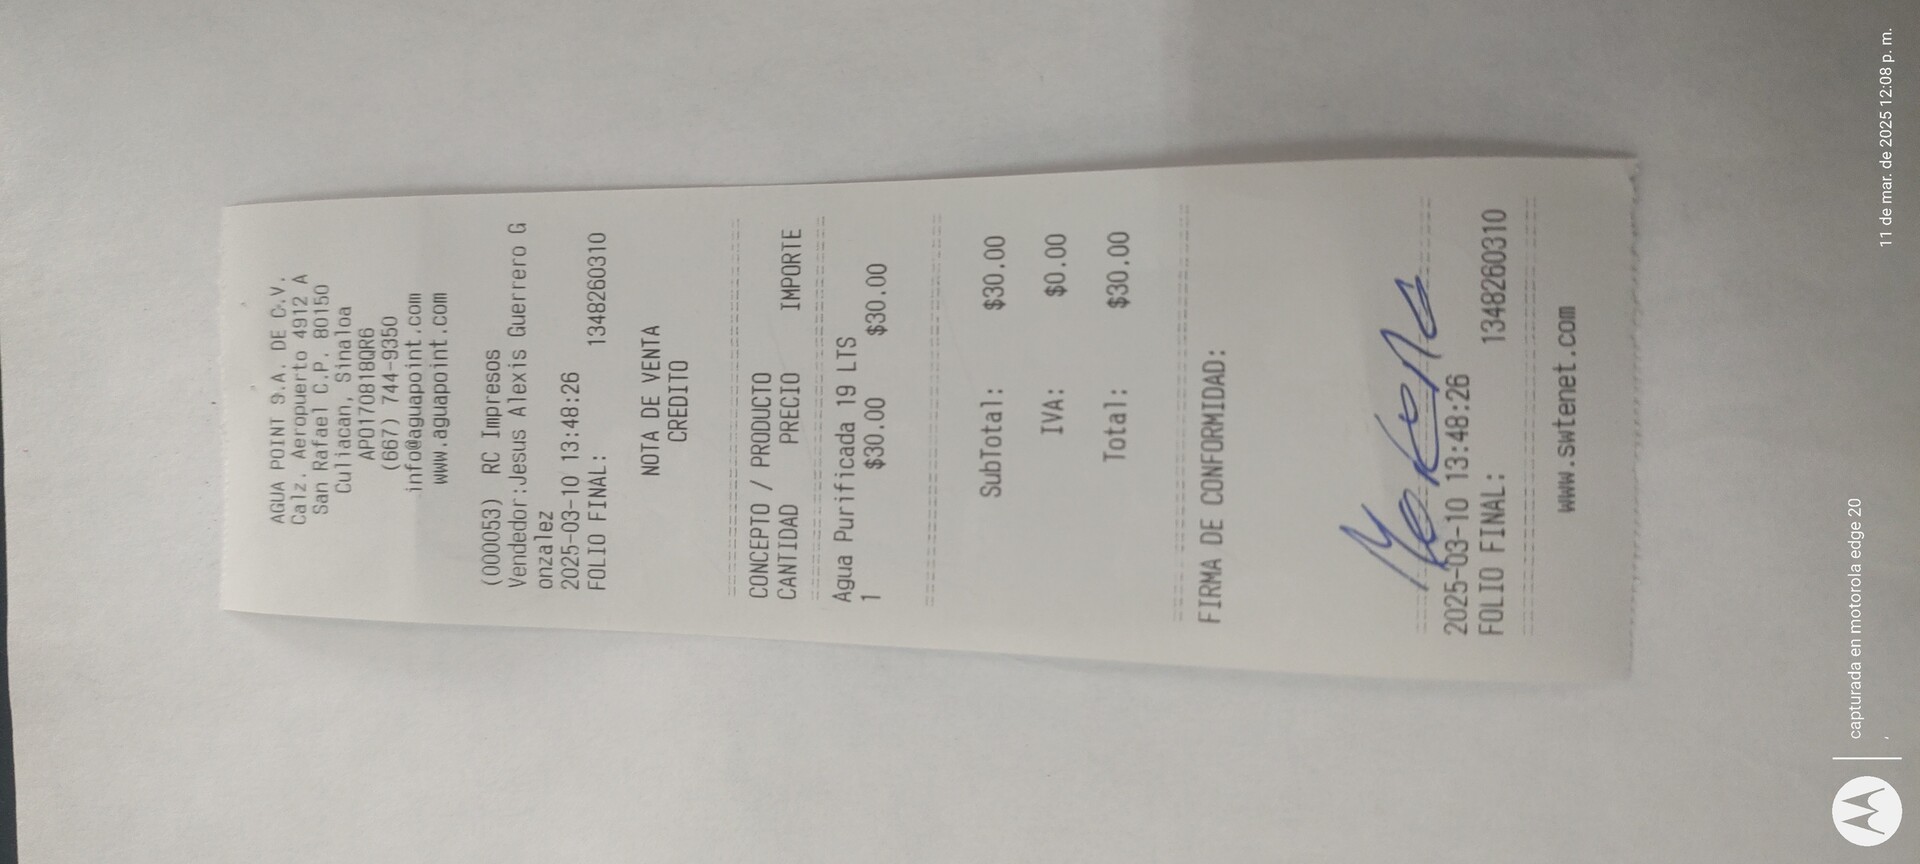 AGUA POINT S.A. DE C.V.
Calz. Aeropuerto 4912 A
San Rafael C.P. 80150
Culiacan, Sinaloa
APO170818QR6
(667) 744-9350
info@aguapoint.com
www.aguapoint.com
(000053) RC Impresos
Vendedor:Jesus Alexis Guerrero G
onzalez
2025-03-10 13:48:26
FOLIO FINAL: 1348260310
NOTA DE VENTA
CREDITO
CONCEPTO / PRODUCTO
CANTIDAD PRECIO IMPORTE
Agua Purificada 19 LTS
1 $30.00 $30.00
SubTotal: $30.00
IVA: $0.00
Total: $30.00
FIRMA DE CONFORMIDAD:
2025-03-10 13:48:26
FOLIO FINAL: 1348260310
www.swtenet.com
capturada en motorola edge 20
11 de mar. de 2025 12:08 p. m.